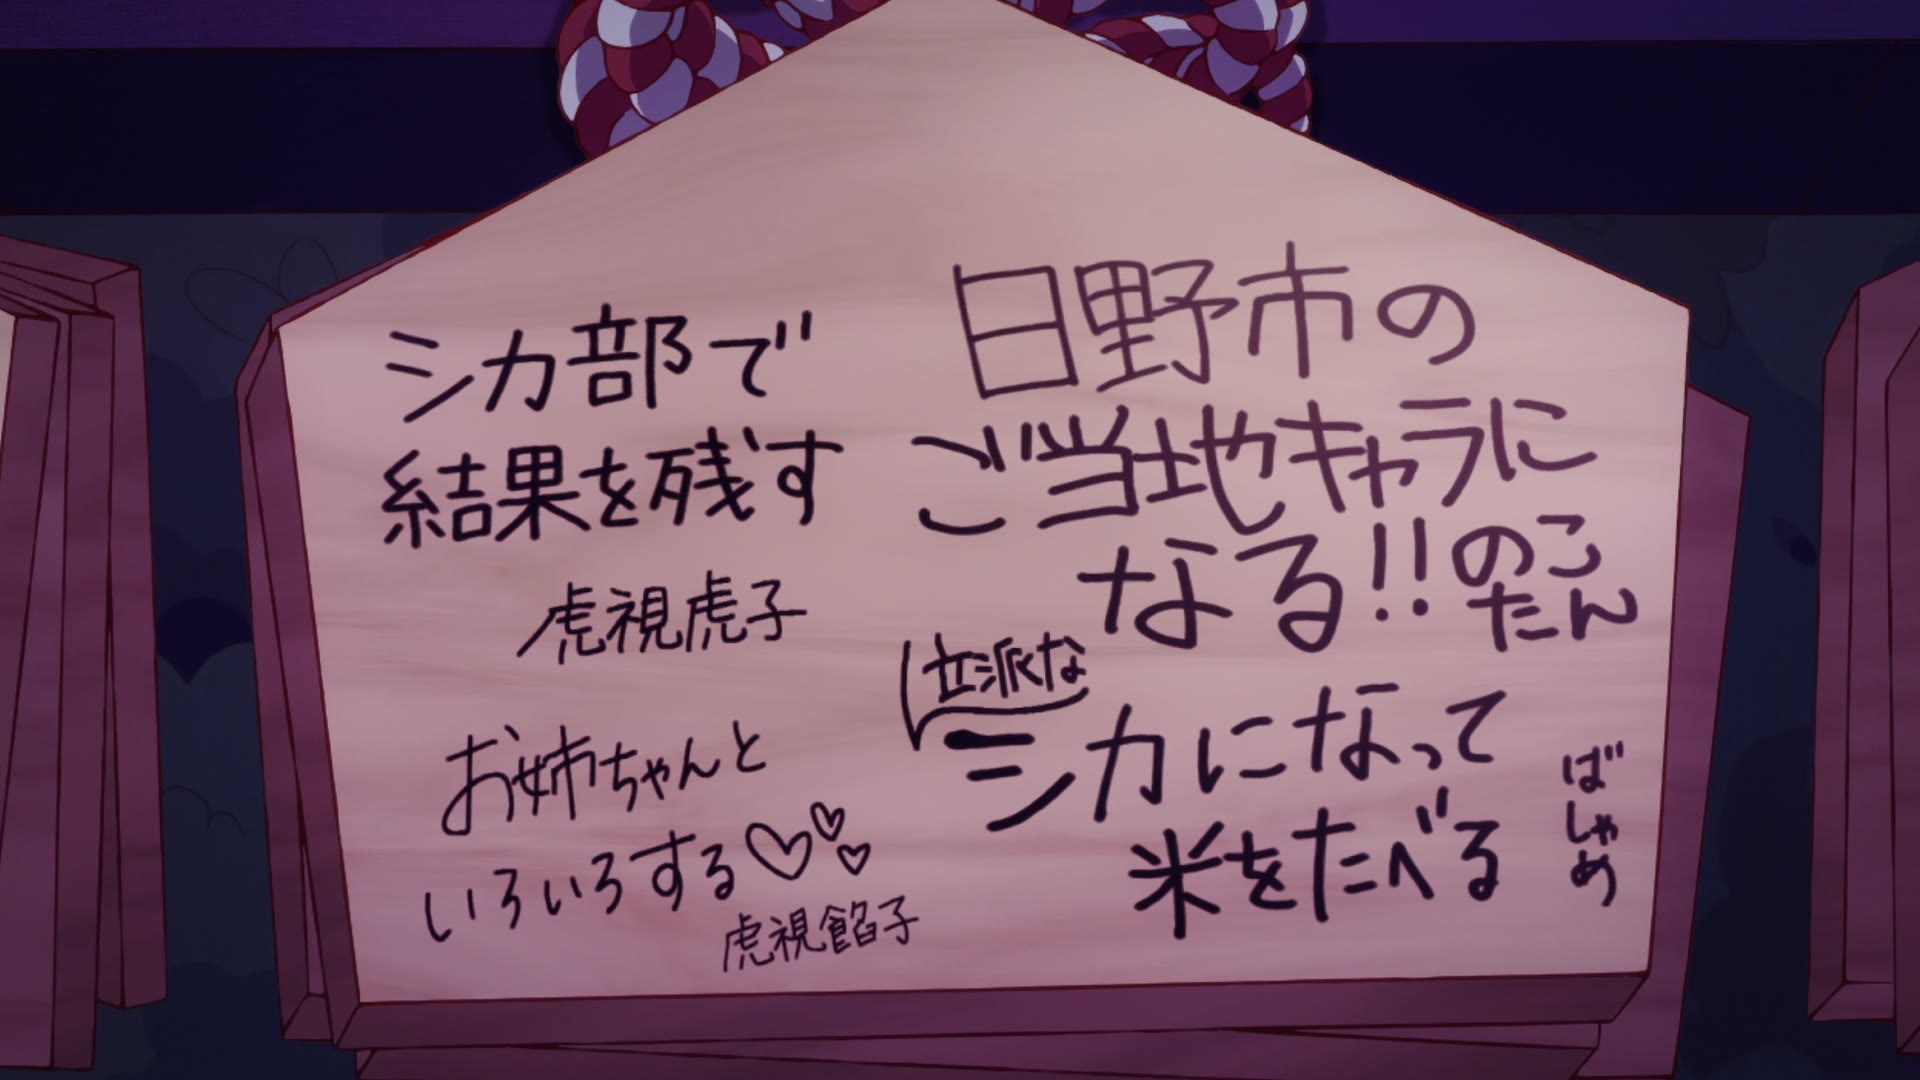 日野市の
ご当地キャラに
なる!!
のこ
たん
立派な
シカになって
米をたべる
ばしゃめ
シカ部で
結果を残す
虎視虎子
お姉ちゃんと
いろいろする♡♡♡
虎視餡子